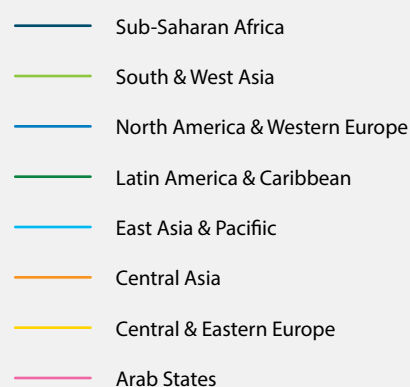 Sub-Saharan Africa
South & West Asia
North America & Western Europe
Latin America & Caribbean
East Asia & Pacifiic
Central Asia
Central & Eastern Europe
Arab States